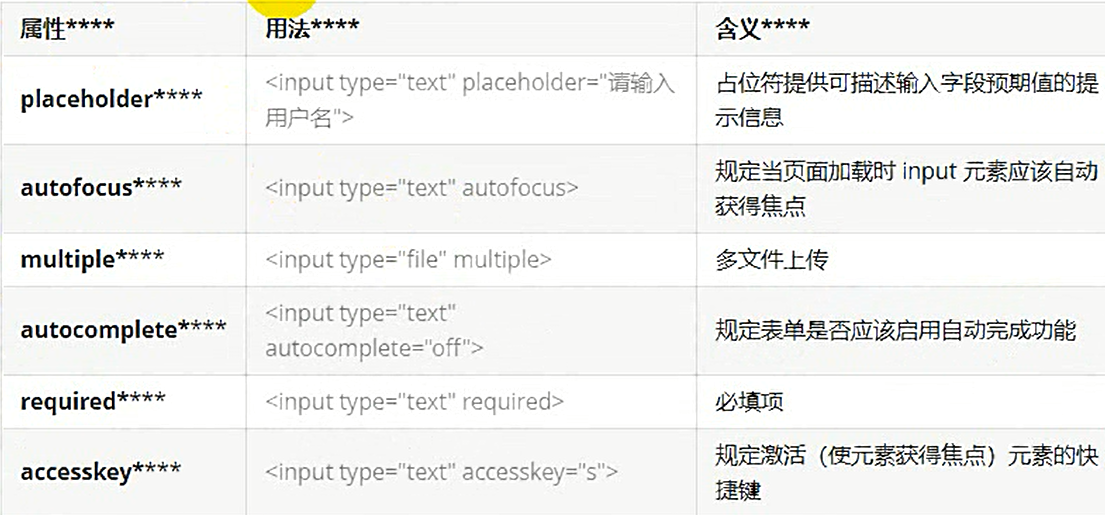 属性****
用法****
含义****
placeholder****
<input type="text" placeholder="请输入
用户名">
占位符提供可描述输入字段预期值的提
示信息
autofocus****
<input type="text" autofocus>
规定当页面加载时 input 元素应该自动
获得焦点
multiple****
<input type="file" multiple>
多文件上传
autocomplete****
<input type="text"
autocomplete="off">
规定表单是否应该启用自动完成功能
required****
<input type="text" required>
必填项
accesskey****
<input type="text" accesskey="s">
规定激活（使元素获得焦点）元素的快
捷键